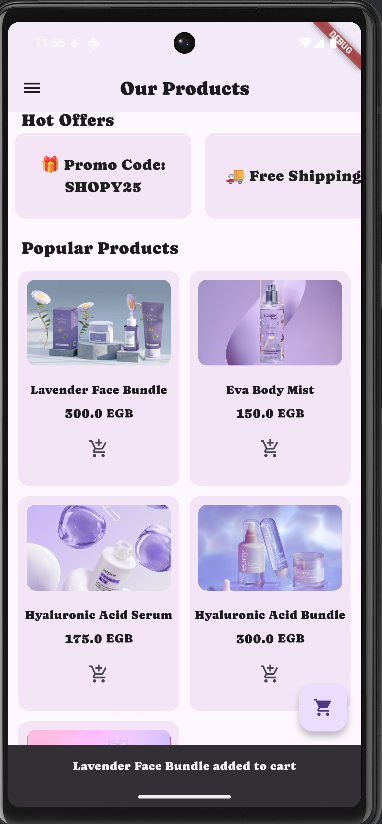 11:56
DEBUG
Our Products
Hot Offers
🎁 Promo Code:
SHOPY25
🚚 Free Shipping
Popular Products
Lavender Face Bundle
300.0 EGB
Eva Body Mist
150.0 EGB
Hyaluronic Acid Serum
175.0 EGB
Hyaluronic Acid Bundle
300.0 EGB
Lavender Face Bundle added to cart